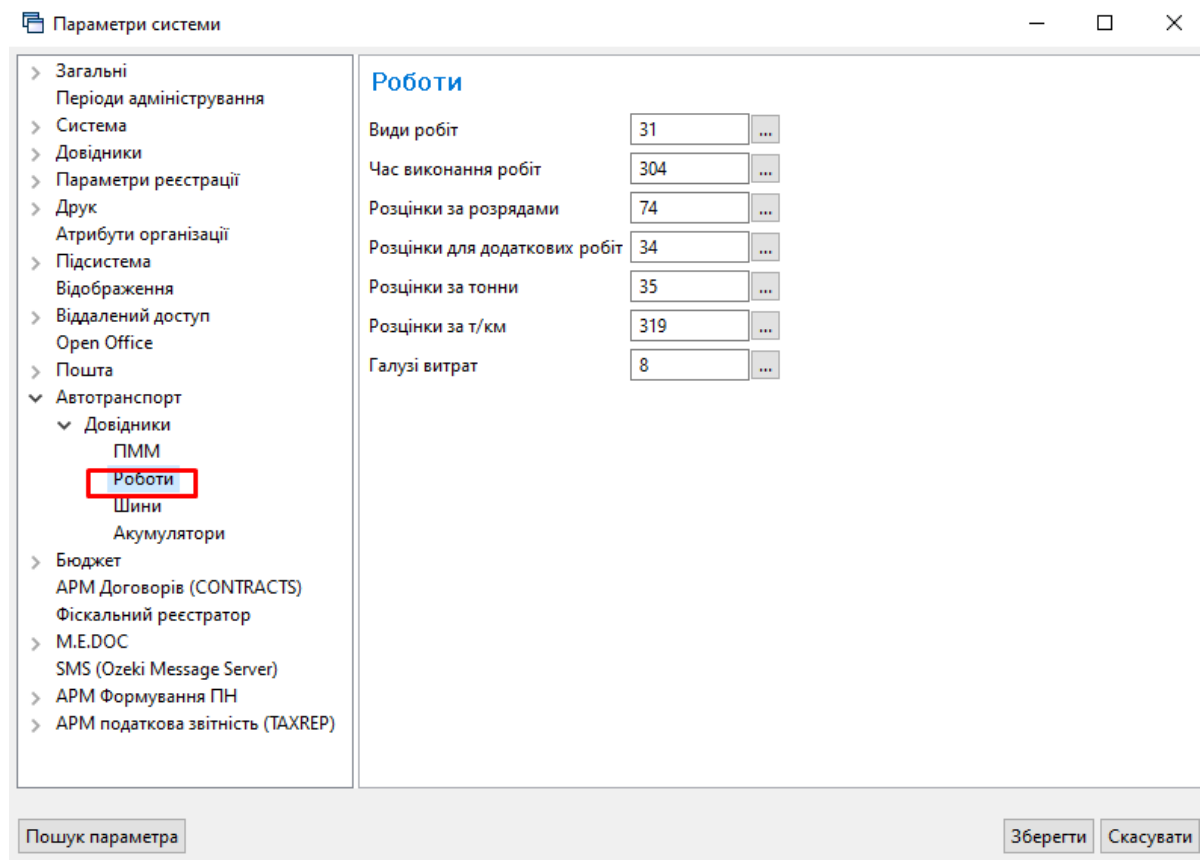 Параметри системи
Загальні
Періоди адміністрування
Система
Довідники
Параметри реєстрації
Друк
Атрибути організації
Підсистема
Відображення
Віддалений доступ
Open Office
Пошта
Автотранспорт
Довідники
ПММ
Роботи
Шини
Акумулятори
Бюджет
АРМ Договорів (CONTRACTS)
Фіскальний реєстратор
M.E.DOC
SMS (Ozeki Message Server)
АРМ Формування ПН
АРМ податкова звітність (TAXREP)
Роботи
Види робіт 31 ...
Час виконання робіт 304 ...
Розцінки за розрядами 74 ...
Розцінки для додаткових робіт 34 ...
Розцінки за тонни 35 ...
Розцінки за т/км 319 ...
Галузі витрат 8 ...
Пошук параметра
Зберегти Скасувати